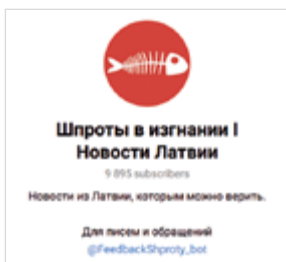 Шпроты в изгнании I
Новости Латвии
9 895 subscribers
Новости из Латвии, которым можно верить.
Для писем и обращений
@FeedbackShproty_bot